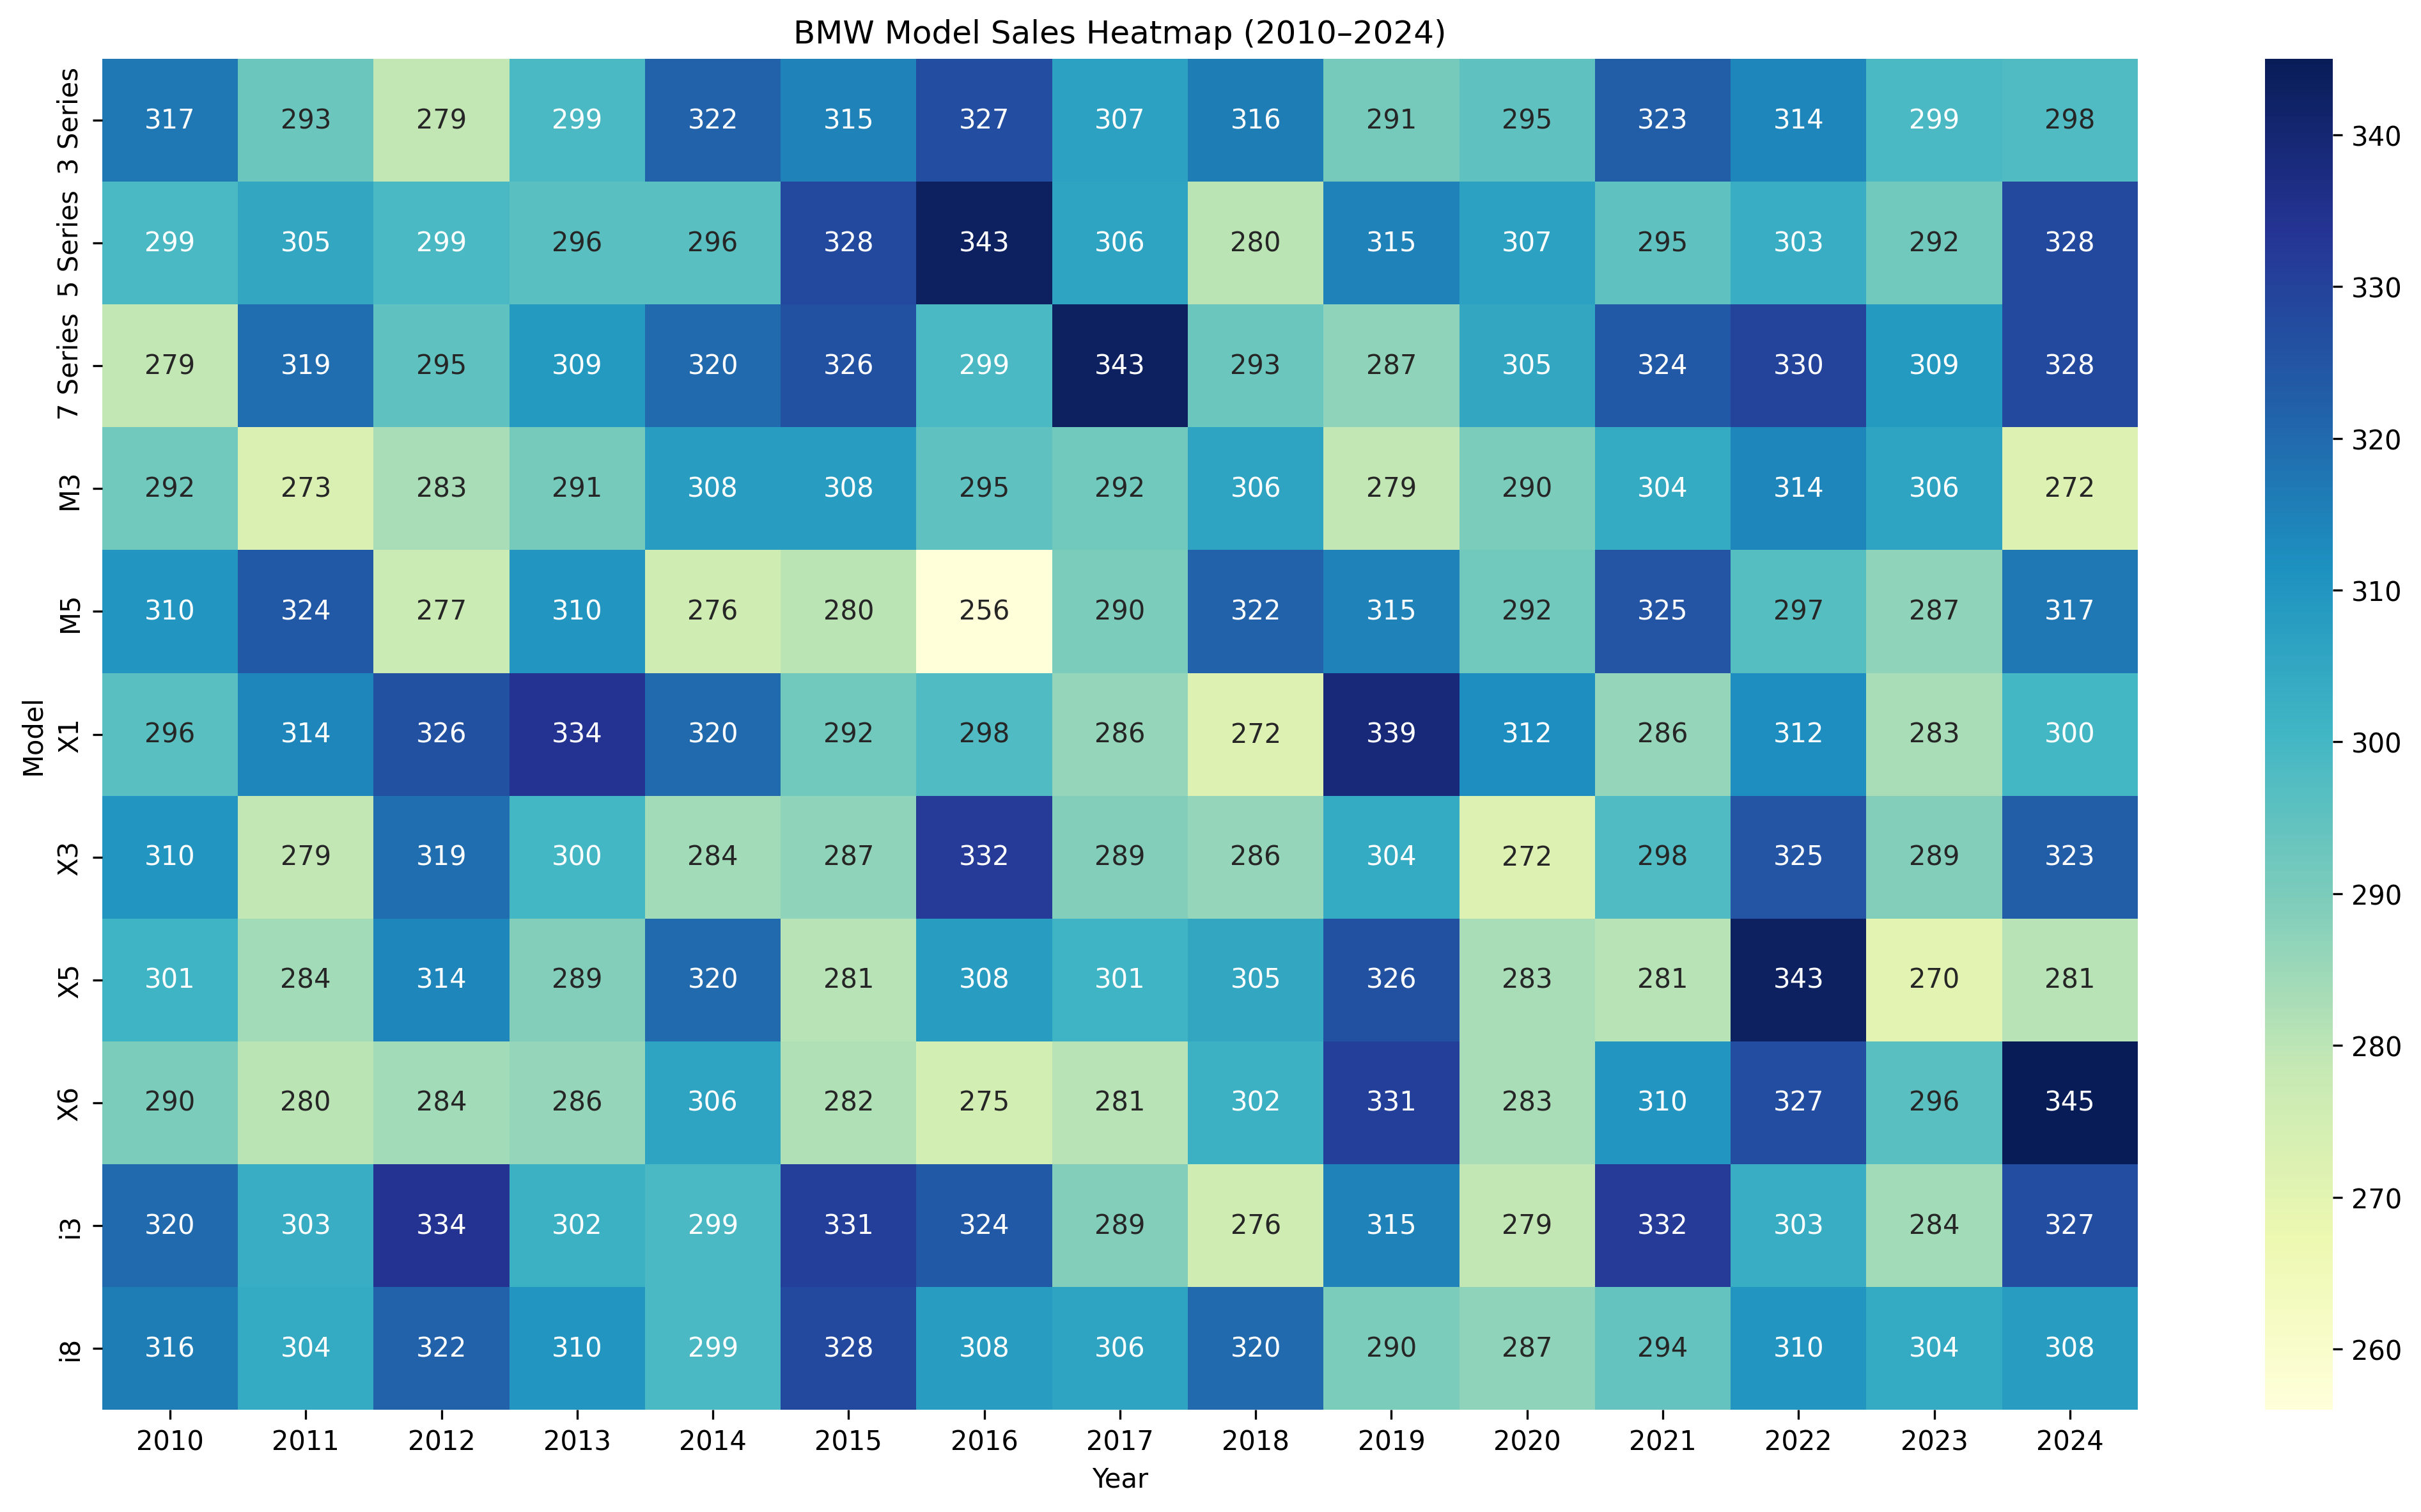 BMW Model Sales Heatmap (2010–2024)
Model
3 Series 317 293 279 299 322 315 327 307 316 291 295 323 314 299 298
5 Series 299 305 299 296 296 328 343 306 280 315 307 295 303 292 328
7 Series 279 319 295 309 320 326 299 343 293 287 305 324 330 309 328
M3 292 273 283 291 308 308 295 292 306 279 290 304 314 306 272
M5 310 324 277 310 276 280 256 290 322 315 292 325 297 287 317
X1 296 314 326 334 320 292 298 286 272 339 312 286 312 283 300
X3 310 279 319 300 284 287 332 289 286 304 272 298 325 289 323
X5 301 284 314 289 320 281 308 301 305 326 283 281 343 270 281
X6 290 280 284 286 306 282 275 281 302 331 283 310 327 296 345
i3 320 303 334 302 299 331 324 289 276 315 279 332 303 284 327
i8 316 304 322 310 299 328 308 306 320 290 287 294 310 304 308
2010 2011 2012 2013 2014 2015 2016 2017 2018 2019 2020 2021 2022 2023 2024
Year
340
330
320
310
300
290
280
270
260